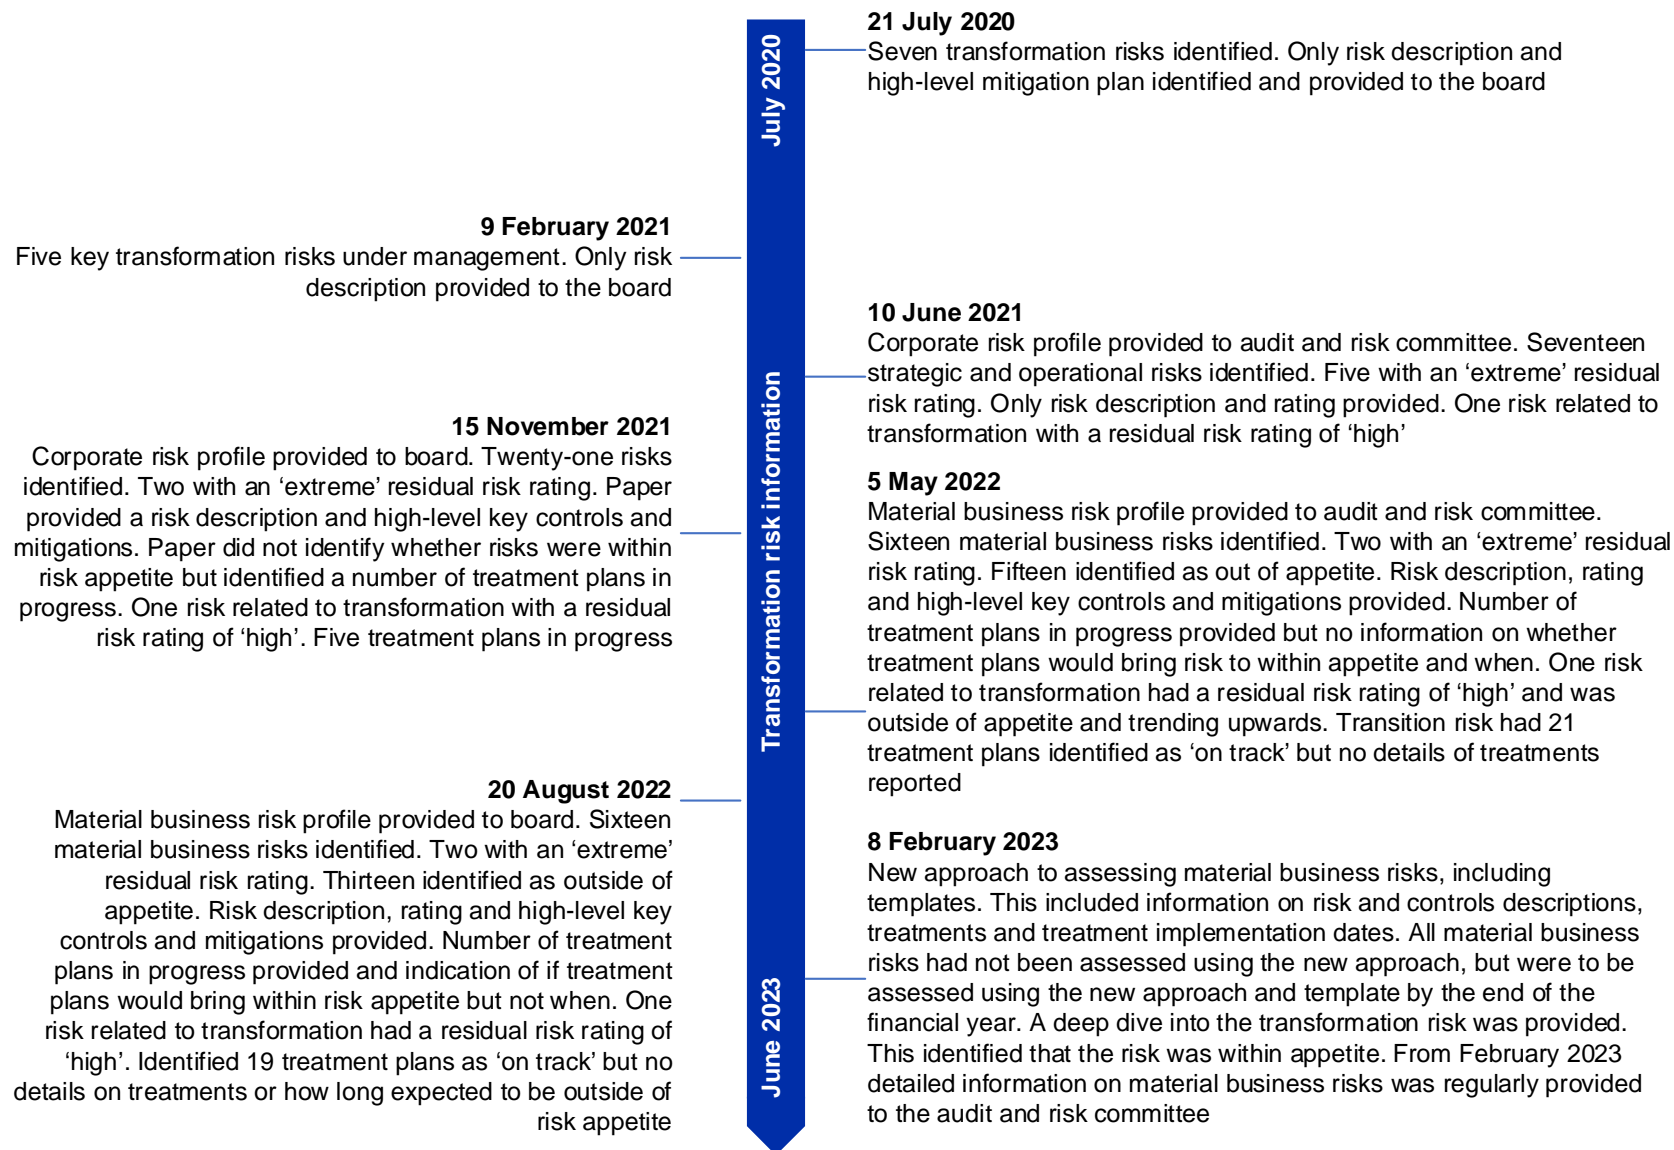 21 July 2020
Seven transformation risks identified. Only risk description and
high-level mitigation plan identified and provided to the board
July 2020
9 February 2021
Five key transformation risks under management. Only risk
description provided to the board
10 June 2021
Corporate risk profile provided to audit and risk committee. Seventeen
strategic and operational risks identified. Five with an ‘extreme’ residual
risk rating. Only risk description and rating provided. One risk related to
transformation with a residual risk rating of ‘high’
Transformation risk information
15 November 2021
Corporate risk profile provided to board. Twenty-one risks
identified. Two with an ‘extreme’ residual risk rating. Paper
provided a risk description and high-level key controls and
mitigations. Paper did not identify whether risks were within
risk appetite but identified a number of treatment plans in
progress. One risk related to transformation with a residual
risk rating of ‘high’. Five treatment plans in progress
5 May 2022
Material business risk profile provided to audit and risk committee.
Sixteen material business risks identified. Two with an ‘extreme’ residual
risk rating. Fifteen identified as out of appetite. Risk description, rating
and high-level key controls and mitigations provided. Number of
treatment plans in progress provided but no information on whether
treatment plans would bring risk to within appetite and when. One risk
related to transformation had a residual risk rating of ‘high’ and was
outside of appetite and trending upwards. Transition risk had 21
treatment plans identified as ‘on track’ but no details of treatments
reported
20 August 2022
Material business risk profile provided to board. Sixteen
material business risks identified. Two with an ‘extreme’
residual risk rating. Thirteen identified as outside of
appetite. Risk description, rating and high-level key
controls and mitigations provided. Number of treatment
plans in progress provided and indication of if treatment
plans would bring within risk appetite but not when. One
risk related to transformation had a residual risk rating of
‘high’. Identified 19 treatment plans as ‘on track’ but no
details on treatments or how long expected to be outside of
risk appetite
8 February 2023
New approach to assessing material business risks, including
templates. This included information on risk and controls descriptions,
treatments and treatment implementation dates. All material business
risks had not been assessed using the new approach, but were to be
assessed using the new approach and template by the end of the
financial year. A deep dive into the transformation risk was provided.
This identified that the risk was within appetite. From February 2023
detailed information on material business risks was regularly provided
to the audit and risk committee
June 2023